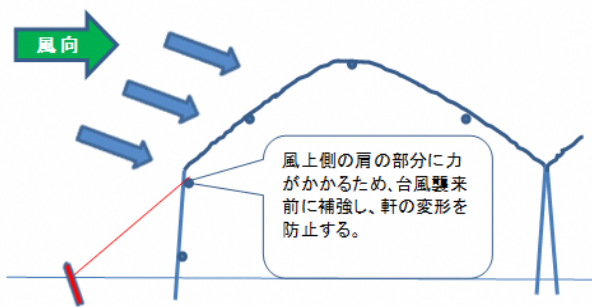 風向
風上側の肩の部分に力
がかかるため、台風襲来
前に補強し、軒の変形を
防止する。